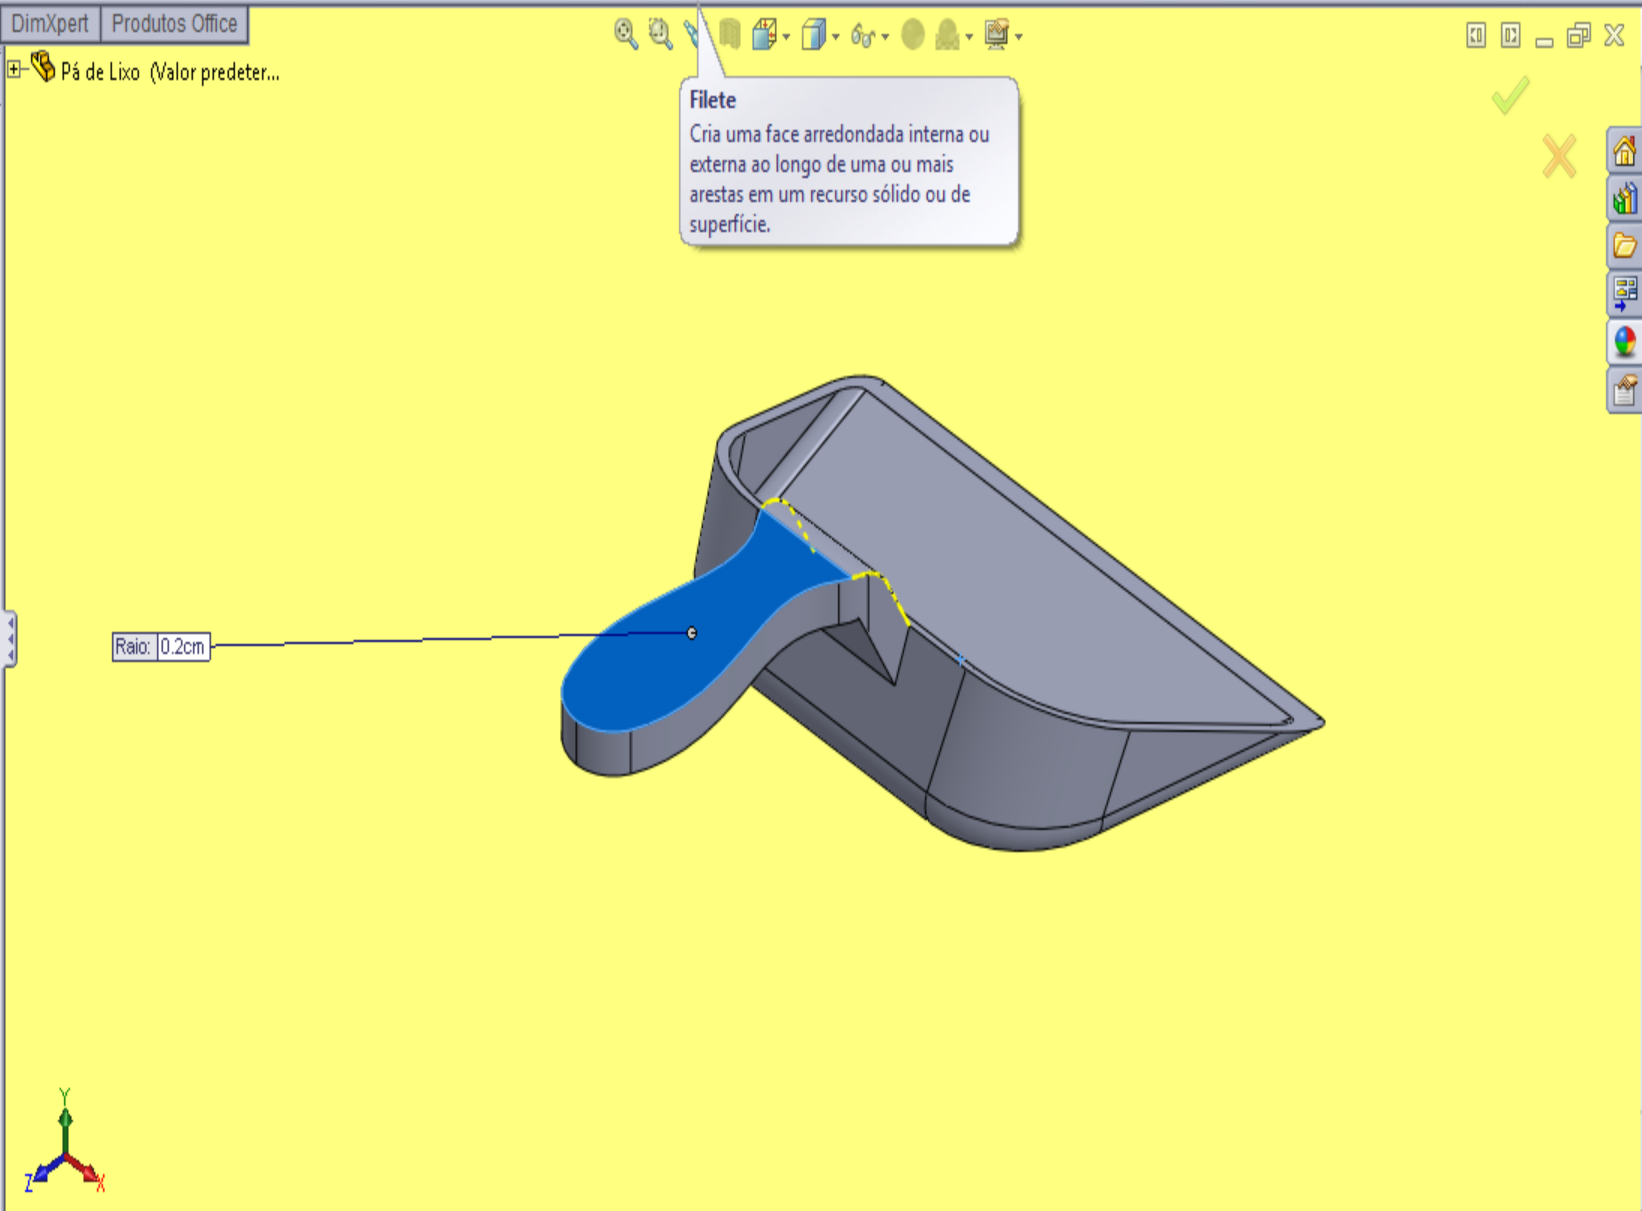 DimXpert Produtos Office
Pá de Lixo (Valor predeter...
Filete
Cria uma face arredondada interna ou
externa ao longo de uma ou mais
arestas em um recurso sólido ou de
superfície.
Raio: 0.2cm
Y
Z
X